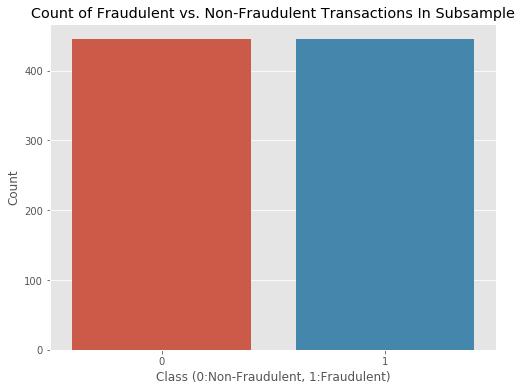 Count of Fraudulent vs. Non-Fraudulent Transactions In Subsample
400
300
200
100
0
Count
0 1
Class (0:Non-Fraudulent, 1:Fraudulent)